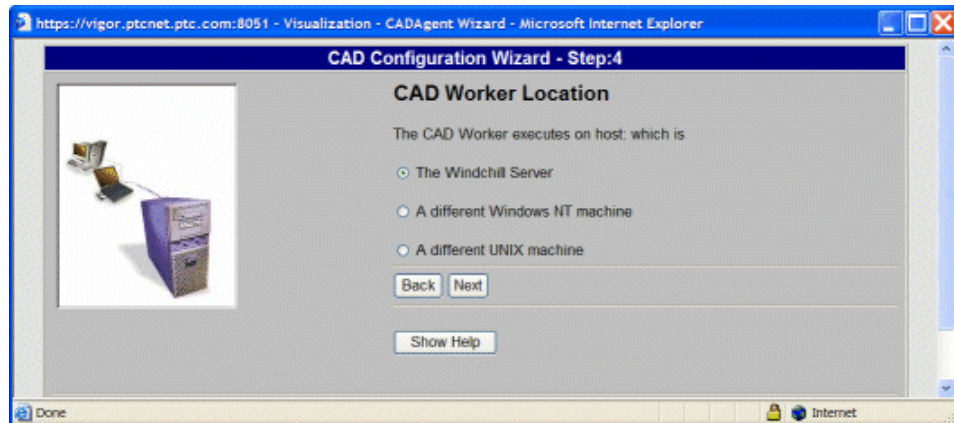 https://vigor.ptcnet.ptc.com:8051 - Visualization - CADAgent Wizard - Microsoft Internet Explorer
CAD Configuration Wizard - Step:4
CAD Worker Location
The CAD Worker executes on host: which is
The Windchill Server
A different Windows NT machine
A different UNIX machine
Back Next
Show Help
Done Internet